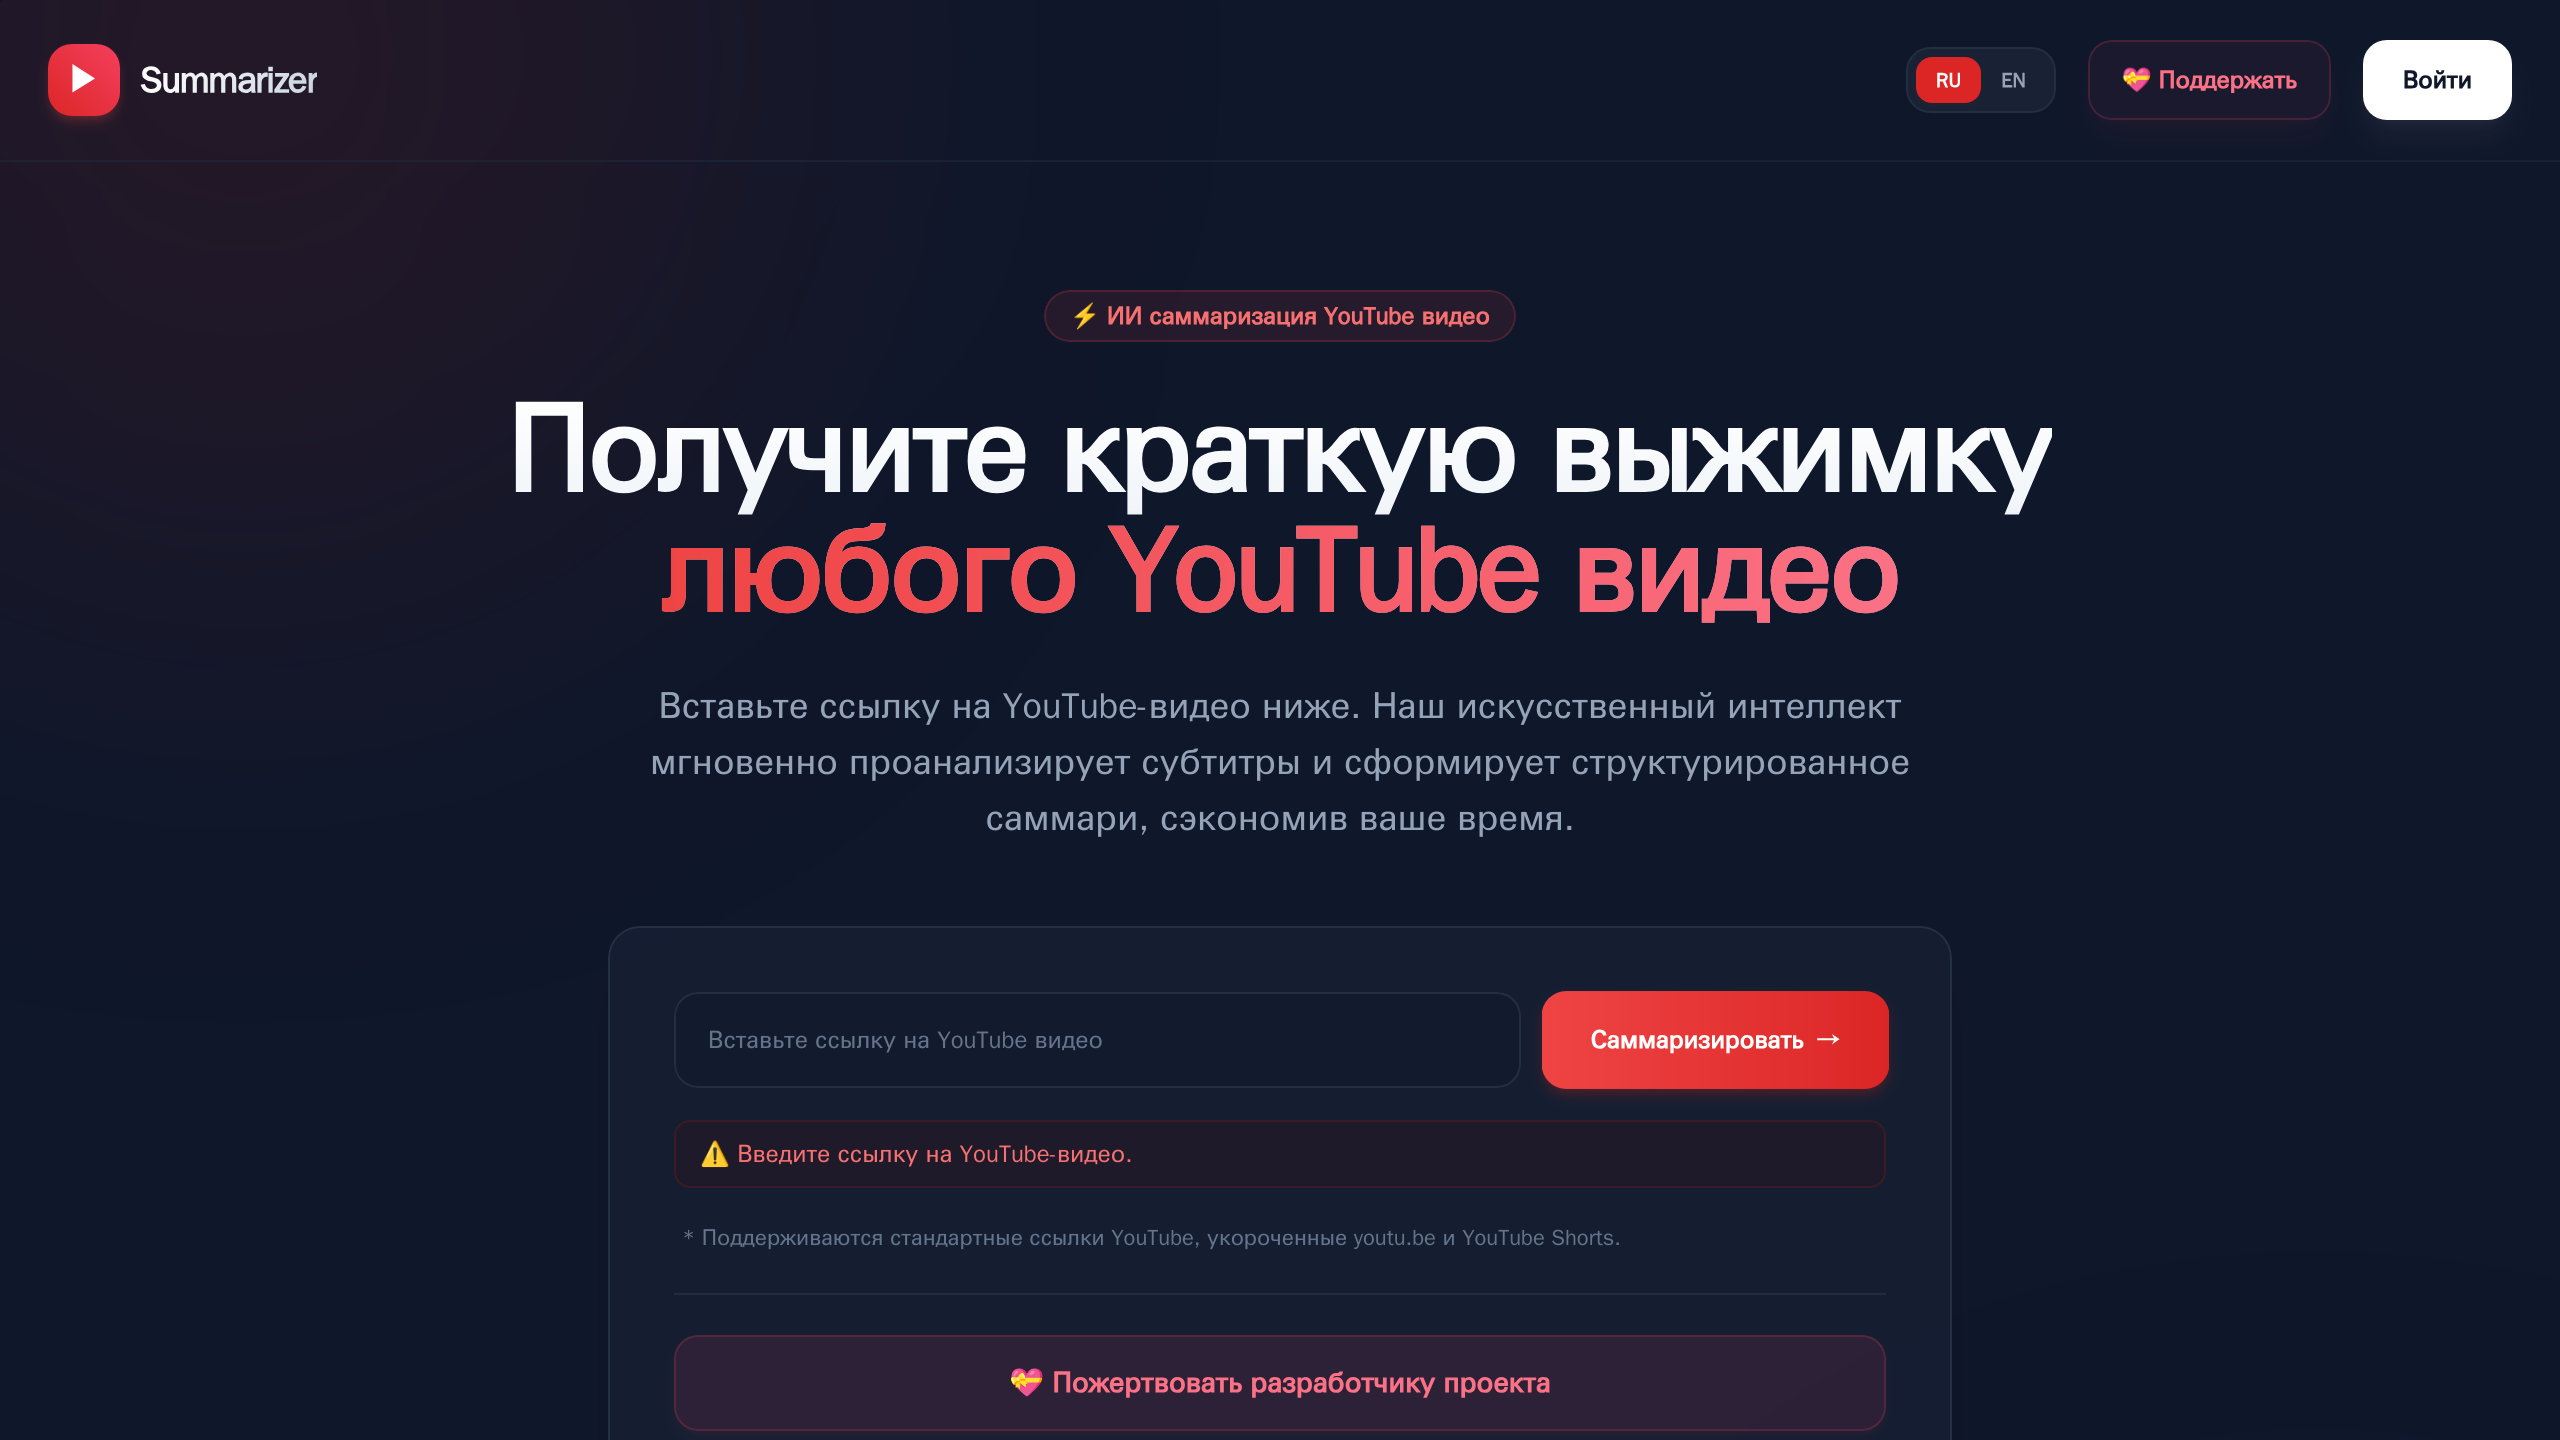 Summarizer
RU
EN
💝 Поддержать
Войти
⚡ ИИ саммаризация YouTube видео
Получите краткую выжимку
любого YouTube видео
Вставьте ссылку на YouTube-видео ниже. Наш искусственный интеллект
мгновенно проанализирует субтитры и сформирует структурированное
саммари, сэкономив ваше время.
Вставьте ссылку на YouTube видео
Саммаризировать →
⚠️ Введите ссылку на YouTube-видео.
* Поддерживаются стандартные ссылки YouTube, укороченные youtu.be и YouTube Shorts.
💝 Пожертвовать разработчику проекта